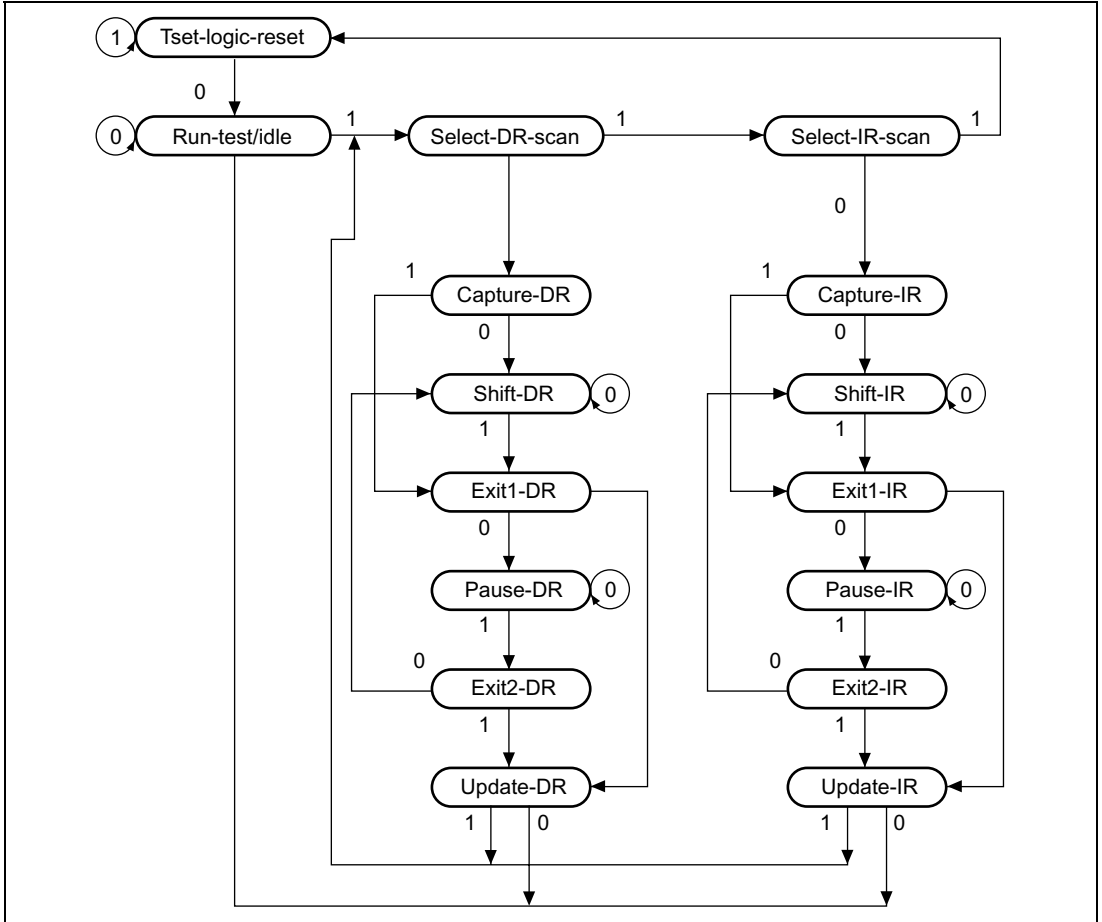 1 Tset-logic-reset
0
0 Run-test/idle 1 Select-DR-scan 1 Select-IR-scan 1
0
1 1
Capture-DR Capture-IR
0 0
Shift-DR 0 Shift-IR 0
1 1
Exit1-DR Exit1-IR
0 0
Pause-DR 0 Pause-IR 0
1 1
0 0
Exit2-DR Exit2-IR
1 1
Update-DR Update-IR
1 0 1 0